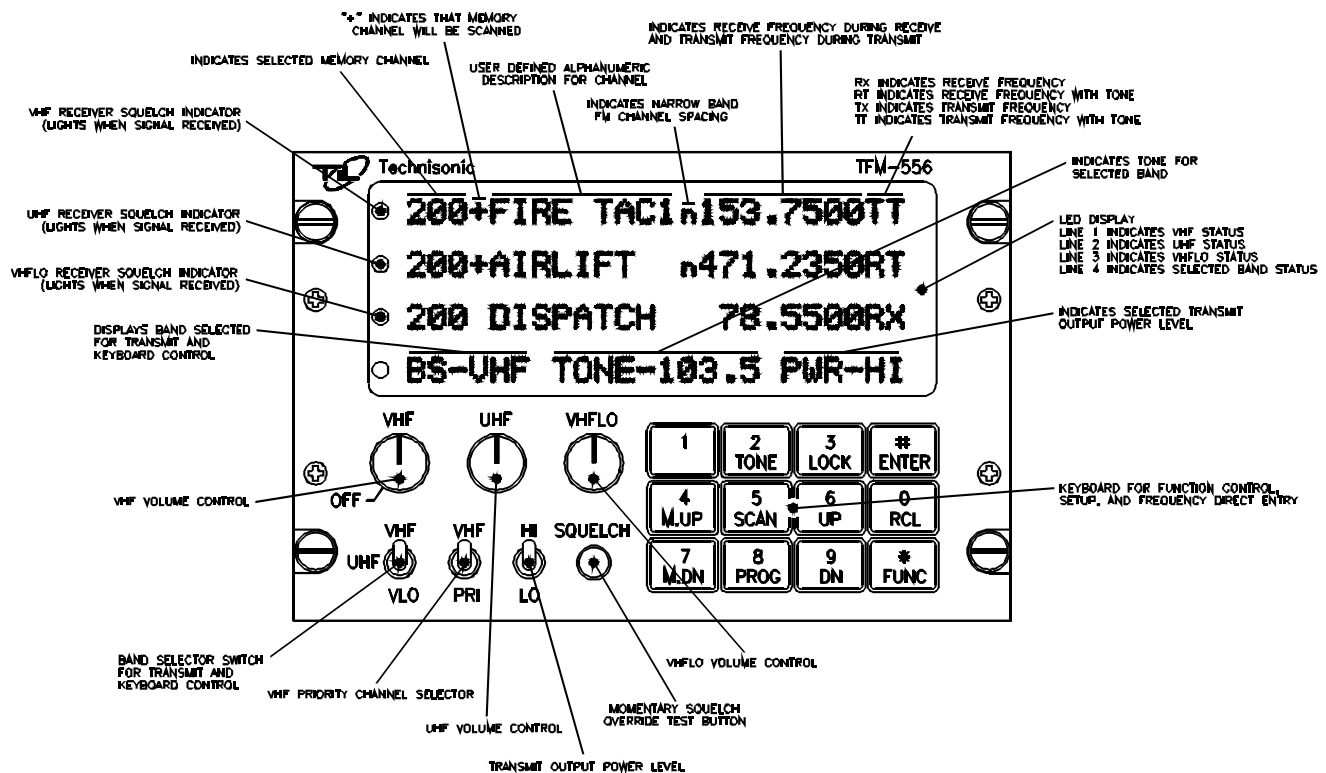 "+" INDICATES THAT MEMORY
CHANNEL WILL BE SCANNED
INDICATES RECEIVE FREQUENCY DURING RECEIVE
AND TRANSMIT FREQUENCY DURING TRANSMIT
INDICATES SELECTED MEMORY CHANNEL
USER DEFINED ALPHANUMERIC
DESCRIPTION FOR CHANNEL
INDICATES NARROW BAND
FM CHANNEL SPACING
RX INDICATES RECEIVE FREQUENCY
RT INDICATES RECEIVE FREQUENCY WITH TONE
TX INDICATES TRANSMIT FREQUENCY
TT INDICATES TRANSMIT FREQUENCY WITH TONE
VHF RECEIVER SQUELCH INDICATOR
(LIGHTS WHEN SIGNAL RECEIVED)
INDICATES TONE FOR
SELECTED BAND
TiL Technisonic TFM-556
200+FIRE TAC1n153.7500TT
UHF RECEIVER SQUELCH INDICATOR
(LIGHTS WHEN SIGNAL RECEIVED)
LED DISPLAY
LINE 1 INDICATES VHF STATUS
LINE 2 INDICATES UHF STATUS
LINE 3 INDICATES VHFLO STATUS
LINE 4 INDICATES SELECTED BAND STATUS
200+AIRLIFT n471.2350RT
VHFLO RECEIVER SQUELCH INDICATOR
(LIGHTS WHEN SIGNAL RECEIVED)
200 DISPATCH 78.5500RX
INDICATES SELECTED TRANSMIT
OUTPUT POWER LEVEL
DISPLAYS BAND SELECTED
FOR TRANSMIT AND
KEYBOARD CONTROL
BS-VHF TONE-103.5 PWR-HI
VHF UHF VHFLO
OFF
1 2 3 #
TONE LOCK ENTER
4 5 6 0
M.UP SCAN UP RCL
7 8 9 *
M.DN PROG DN FUNC
VHF VOLUME CONTROL
KEYBOARD FOR FUNCTION CONTROL,
SETUP, AND FREQUENCY DIRECT ENTRY
VHF VHF HI SQUELCH
UHF
VLO PRI LO
BAND SELECTOR SWITCH
FOR TRANSMIT AND
KEYBOARD CONTROL
VHFLO VOLUME CONTROL
VHF PRIORITY CHANNEL SELECTOR
MOMENTARY SQUELCH
OVERRIDE TEST BUTTON
UHF VOLUME CONTROL
TRANSMIT OUTPUT POWER LEVEL